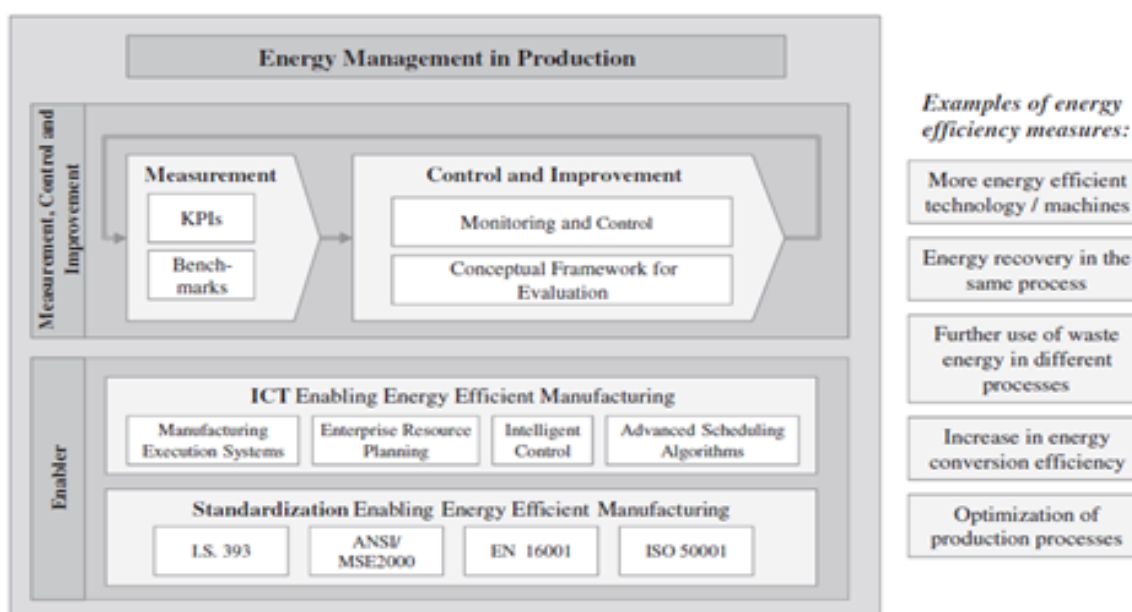 Energy Management in Production
Measurement, Control and
Improvement
Measurement
KPIs
Bench-
marks
Control and Improvement
Monitoring and Control
Conceptual Framework for
Evaluation
Enabler
ICT Enabling Energy Efficient Manufacturing
Manufacturing
Execution Systems
Enterprise Resource
Planning
Intelligent
Control
Advanced Scheduling
Algorithms
Standardization Enabling Energy Efficient Manufacturing
I.S. 393
ANSI/
MSE2000
EN 16001
ISO 50001
Examples of energy
efficiency measures:
More energy efficient
technology / machines
Energy recovery in the
same process
Further use of waste
energy in different
processes
Increase in energy
conversion efficiency
Optimization of
production processes